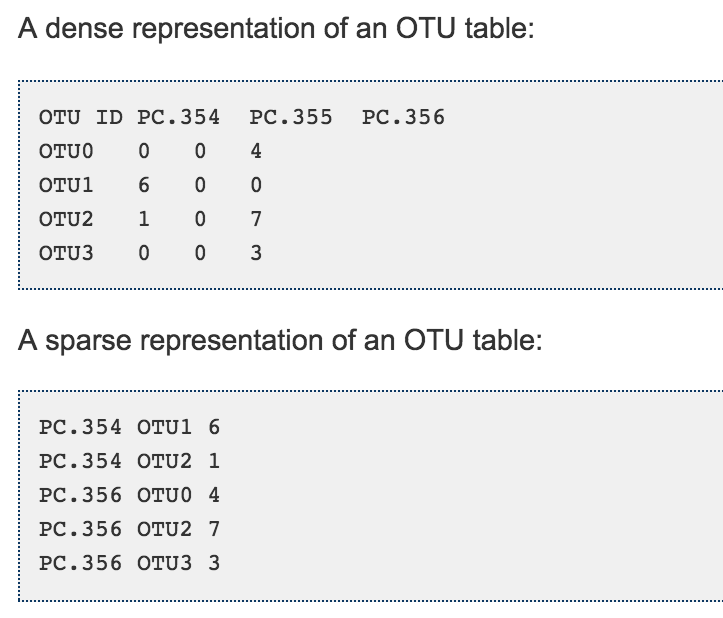 A dense representation of an OTU table:
OTU ID PC.354  PC.355  PC.356
OTU0   0   0   4
OTU1   6   0   0
OTU2   1   0   7
OTU3   0   0   3
A sparse representation of an OTU table:
PC.354 OTU1 6
PC.354 OTU2 1
PC.356 OTU0 4
PC.356 OTU2 7
PC.356 OTU3 3